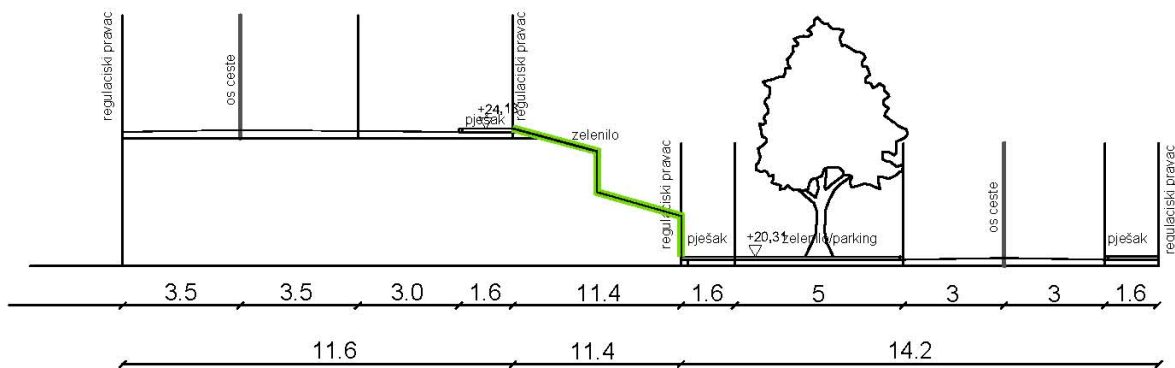 regulaciski pravac
os ceste
pješak
+24,13
regulaciski pravac
zelenilo
regulaciski pravac
pješak
+20,31
zelenilo/parking
os ceste
pješak
regulaciski pravac
3.5 3.5 3.0 1.6 11.4 1.6 5 3 3 1.6
11.6 11.4 14.2